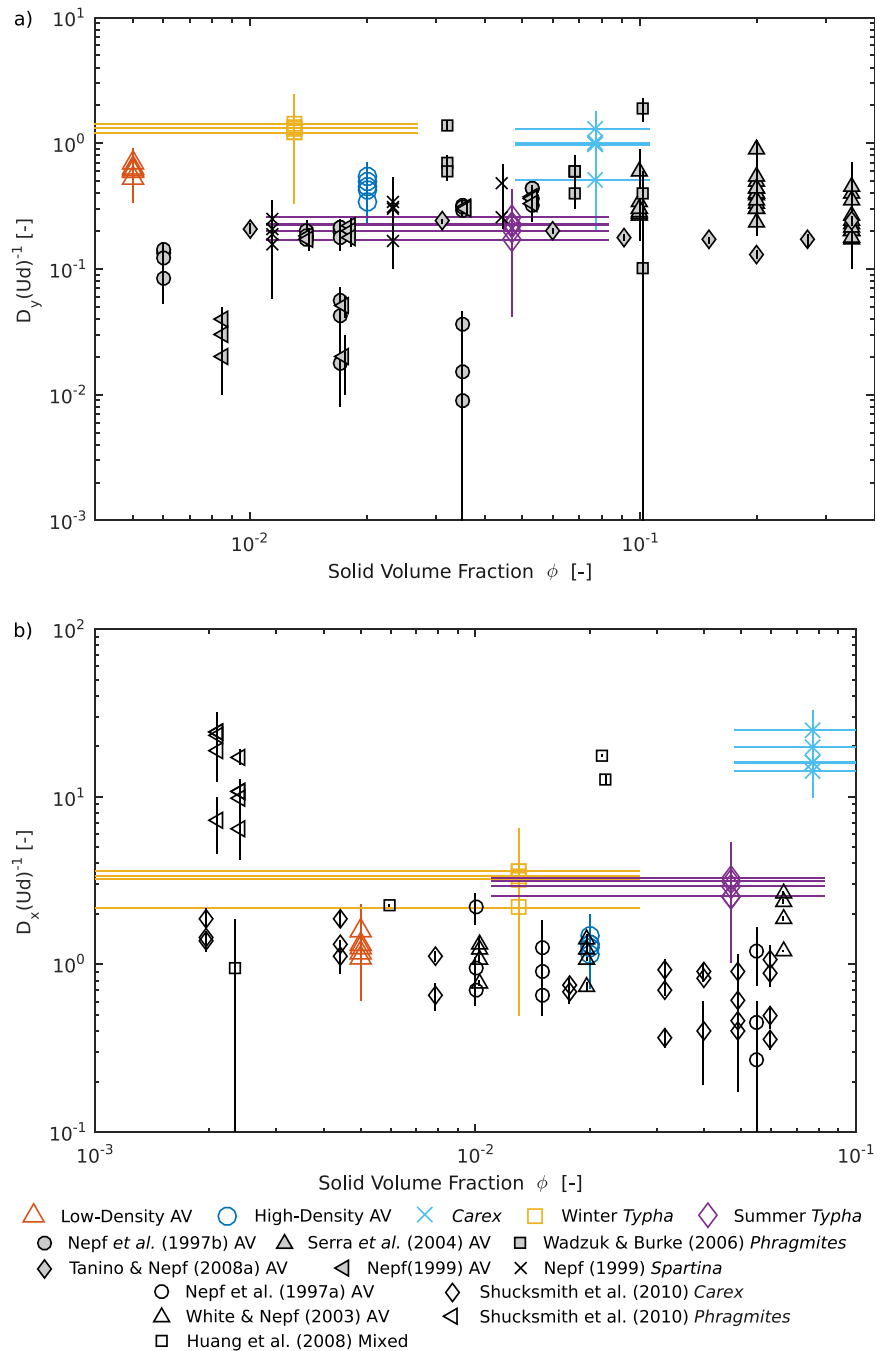 a)
10^1
10^0
10^-1
10^-2
10^-3
D_y(Ud)^-1 [-]
10^-2
10^-1
Solid Volume Fraction ϕ [-]
b)
10^2
10^1
10^0
10^-1
D_x(Ud)^-1 [-]
10^-3
10^-2
10^-1
Solid Volume Fraction ϕ [-]
Low-Density AV High-Density AV Carex Winter Typha Summer Typha
Nepf et al. (1997b) AV Serra et al. (2004) AV Wadzuk & Burke (2006) Phragmites
Tanino & Nepf (2008a) AV Nepf(1999) AV Nepf (1999) Spartina
Nepf et al. (1997a) AV Shucksmith et al. (2010) Carex
White & Nepf (2003) AV Shucksmith et al. (2010) Phragmites
Huang et al. (2008) Mixed